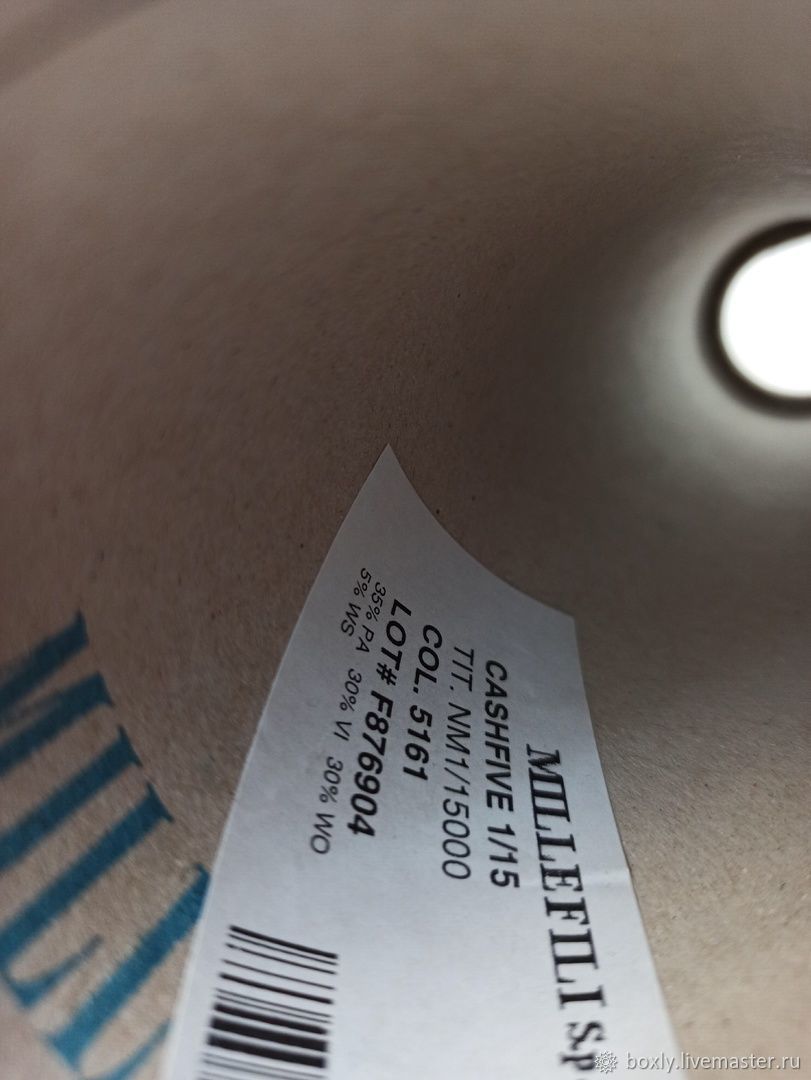 MILLEFILI S.P
CASHFIVE 1/15
TIT. NM1/15000
COL. 5161
LOT# F876904
35% PA 30% VI 30% WO
5% WS
MILL
boxly.livemaster.ru